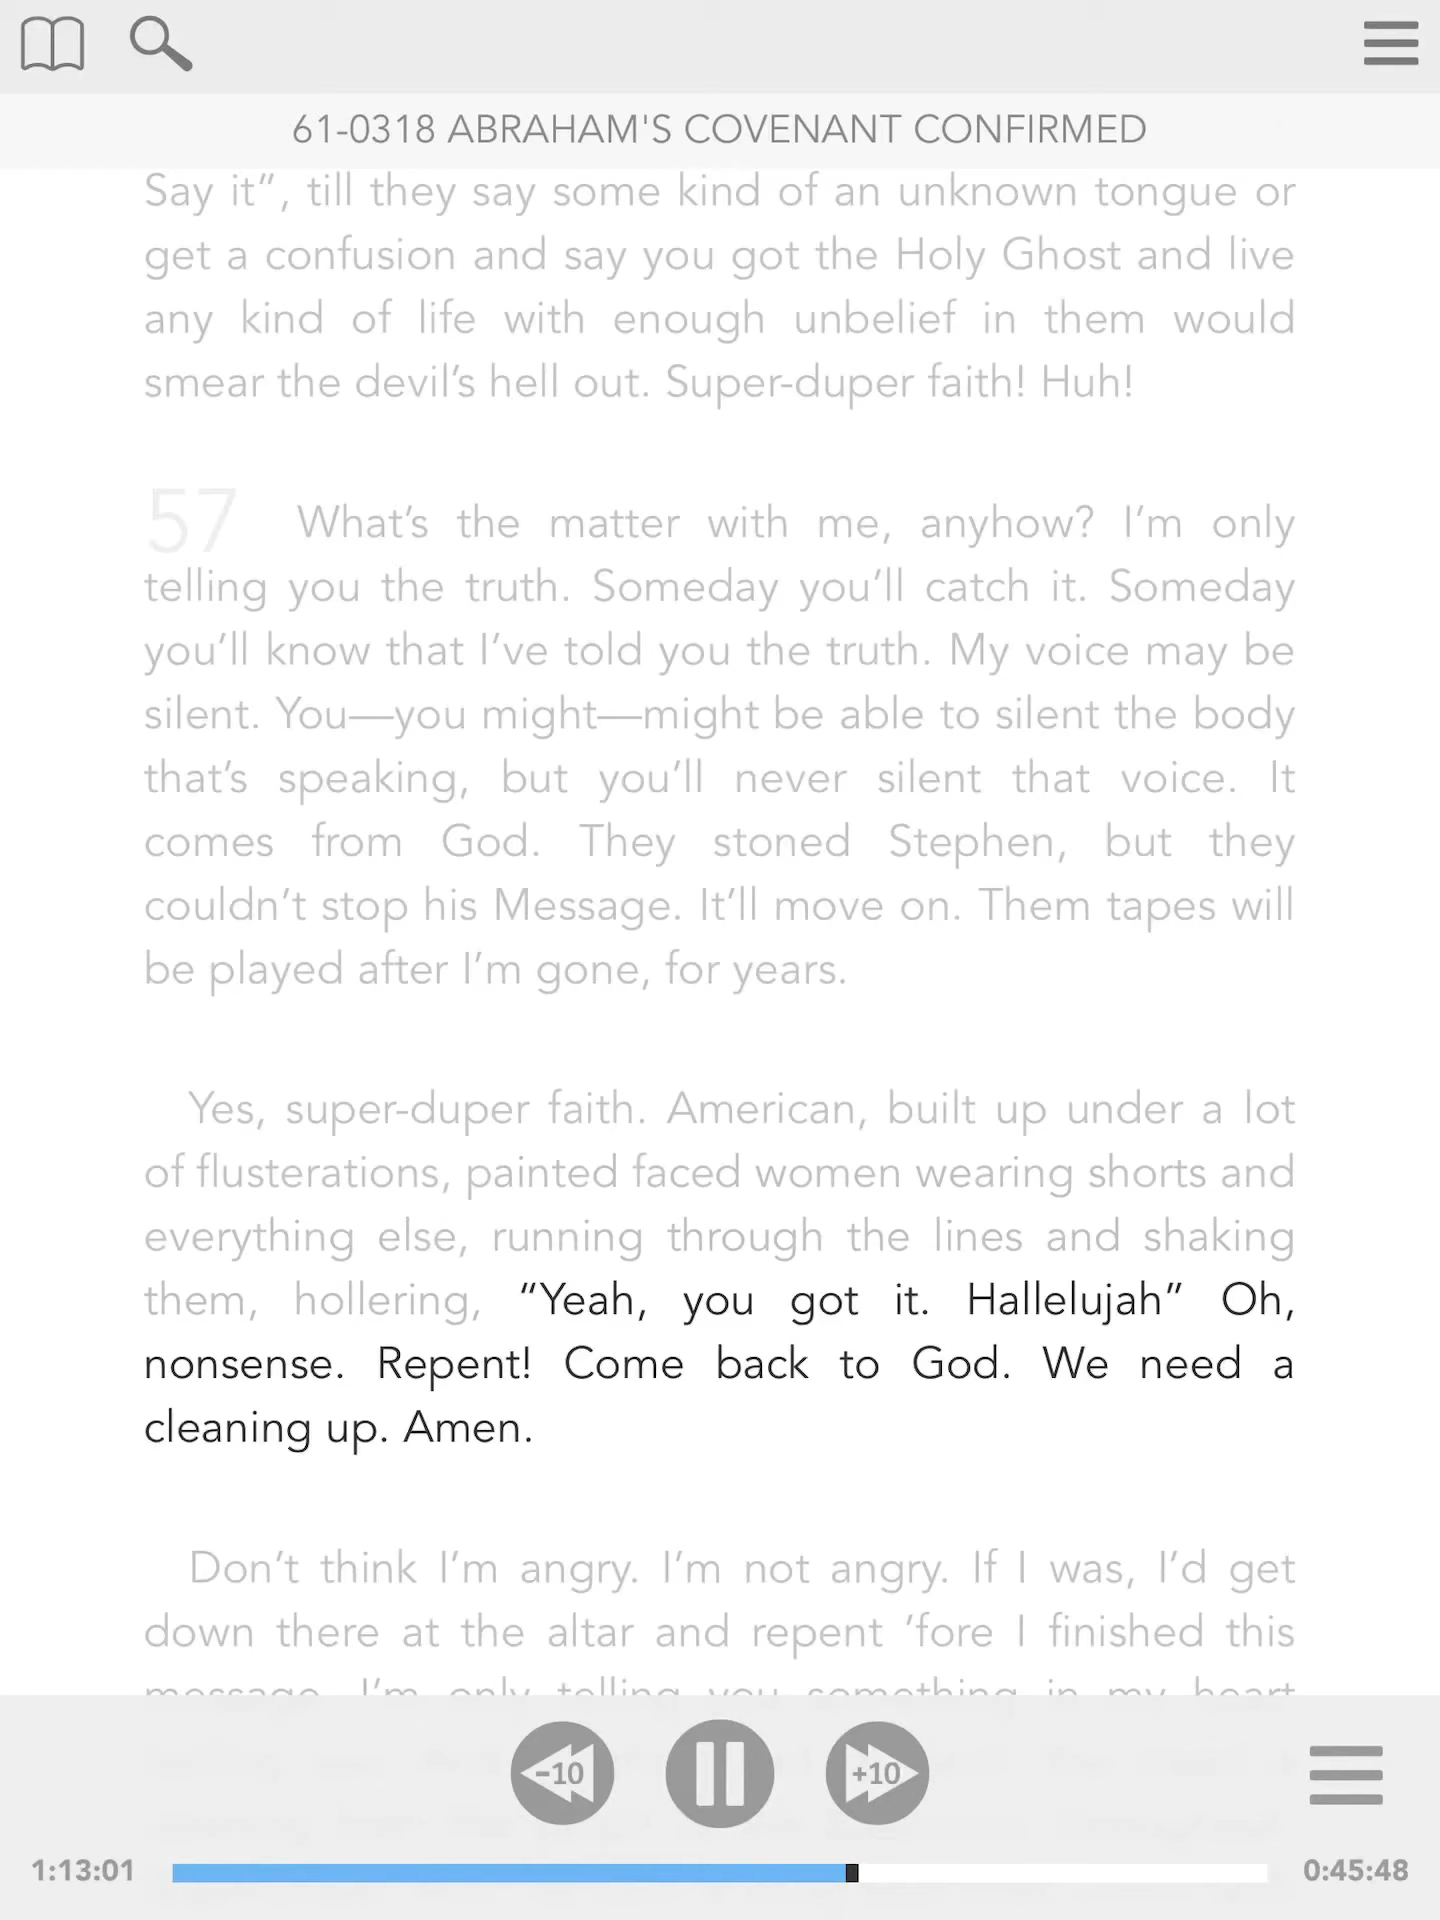 61-0318 ABRAHAM'S COVENANT CONFIRMED
Say it”, till they say some kind of an unknown tongue or
get a confusion and say you got the Holy Ghost and live
any kind of life with enough unbelief in them would
smear the devil’s hell out. Super-duper faith! Huh!
57 What’s the matter with me, anyhow? I’m only
telling you the truth. Someday you’ll catch it. Someday
you’ll know that I’ve told you the truth. My voice may be
silent. You—you might—might be able to silent the body
that’s speaking, but you’ll never silent that voice. It
comes from God. They stoned Stephen, but they
couldn’t stop his Message. It’ll move on. Them tapes will
be played after I’m gone, for years.
Yes, super-duper faith. American, built up under a lot
of flusterations, painted faced women wearing shorts and
everything else, running through the lines and shaking
them, hollering, “Yeah, you got it. Hallelujah” Oh,
nonsense. Repent! Come back to God. We need a
cleaning up. Amen.
Don’t think I’m angry. I’m not angry. If I was, I’d get
down there at the altar and repent ’fore I finished this
message. I’m only telling you something in my heart
-10 +10
1:13:01 0:45:48